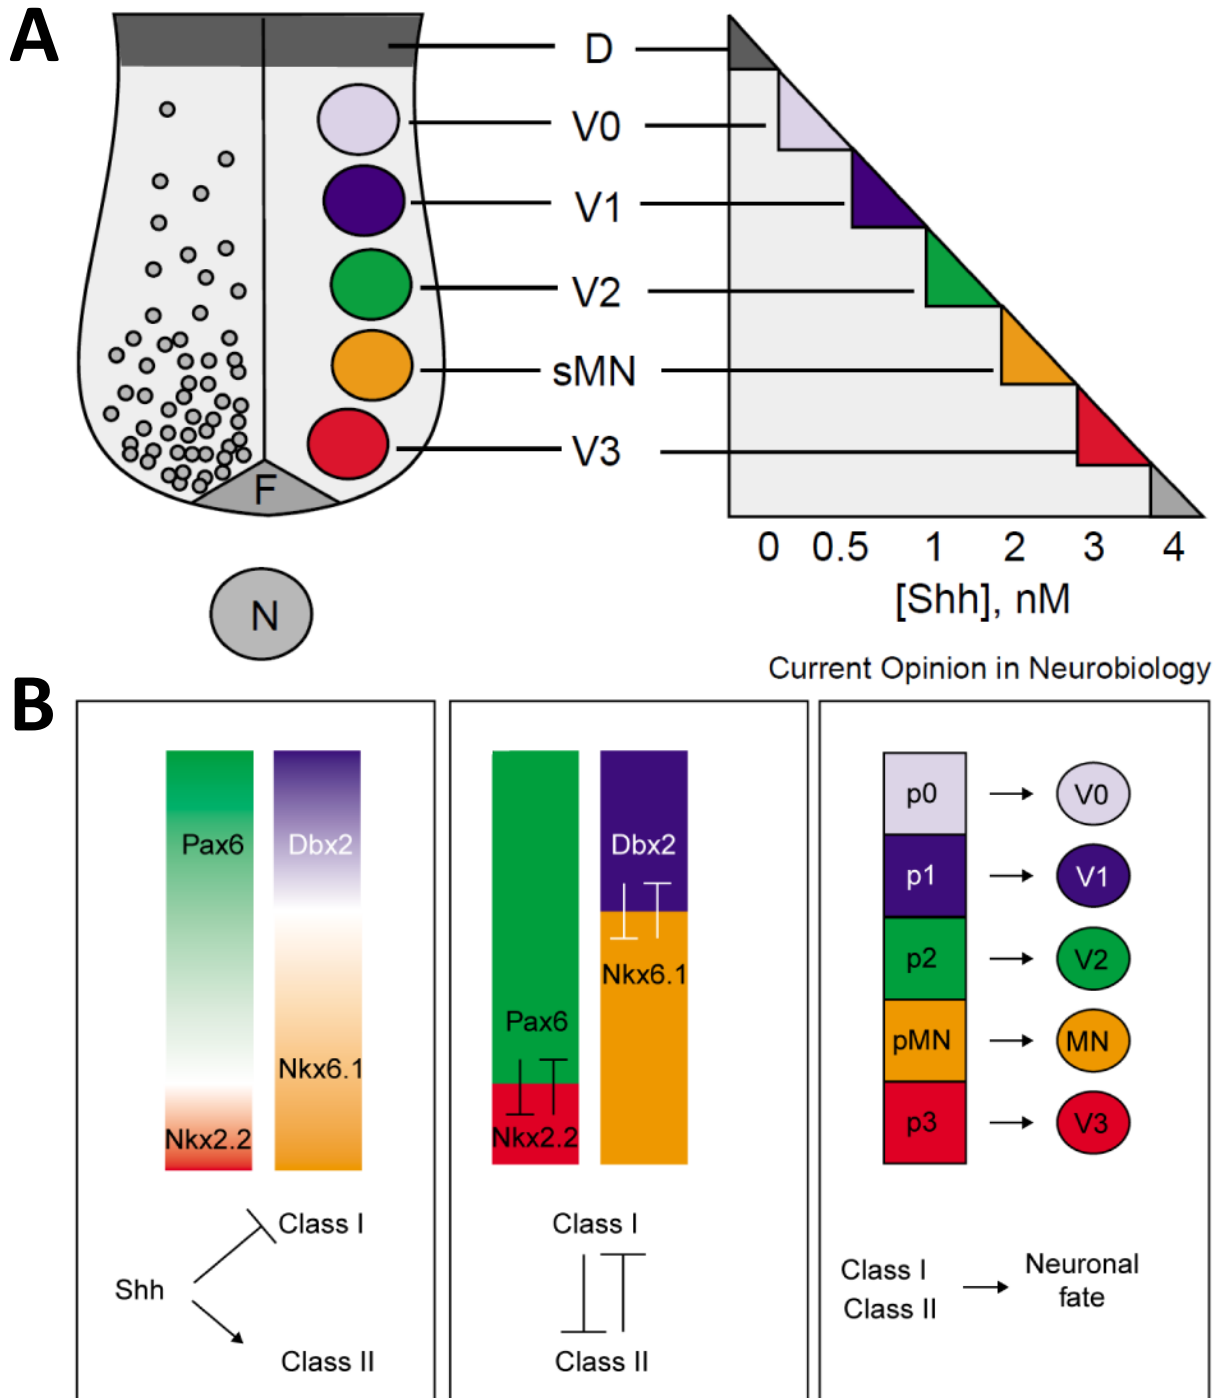 A
D
V0
V1
V2
sMN
V3
F
N
0 0.5 1 2 3 4
[Shh], nM
Current Opinion in Neurobiology
B
Pax6
Dbx2
Nkx6.1
Nkx2.2
Shh
Class I
Class II
Dbx2
Nkx6.1
Pax6
Nkx2.2
Class I
Class II
p0 V0
p1 V1
p2 V2
pMN MN
p3 V3
Class I
Class II
Neuronal
fate